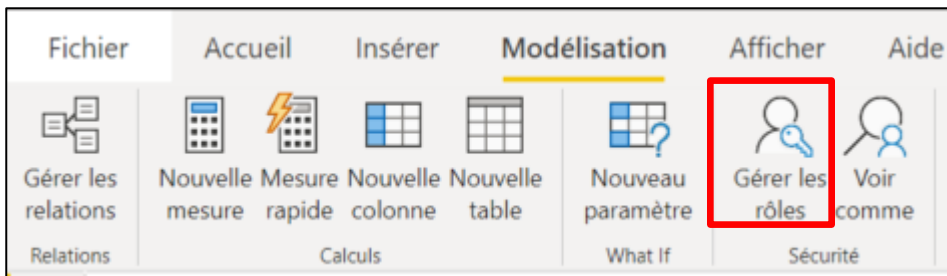 Fichier Accueil Insérer Modélisation Afficher Aide
Gérer les Nouvelle Mesure Nouvelle Nouvelle Nouveau Gérer les Voir
relations mesure rapide colonne table paramètre rôles comme
Relations Calculs What If Sécurité